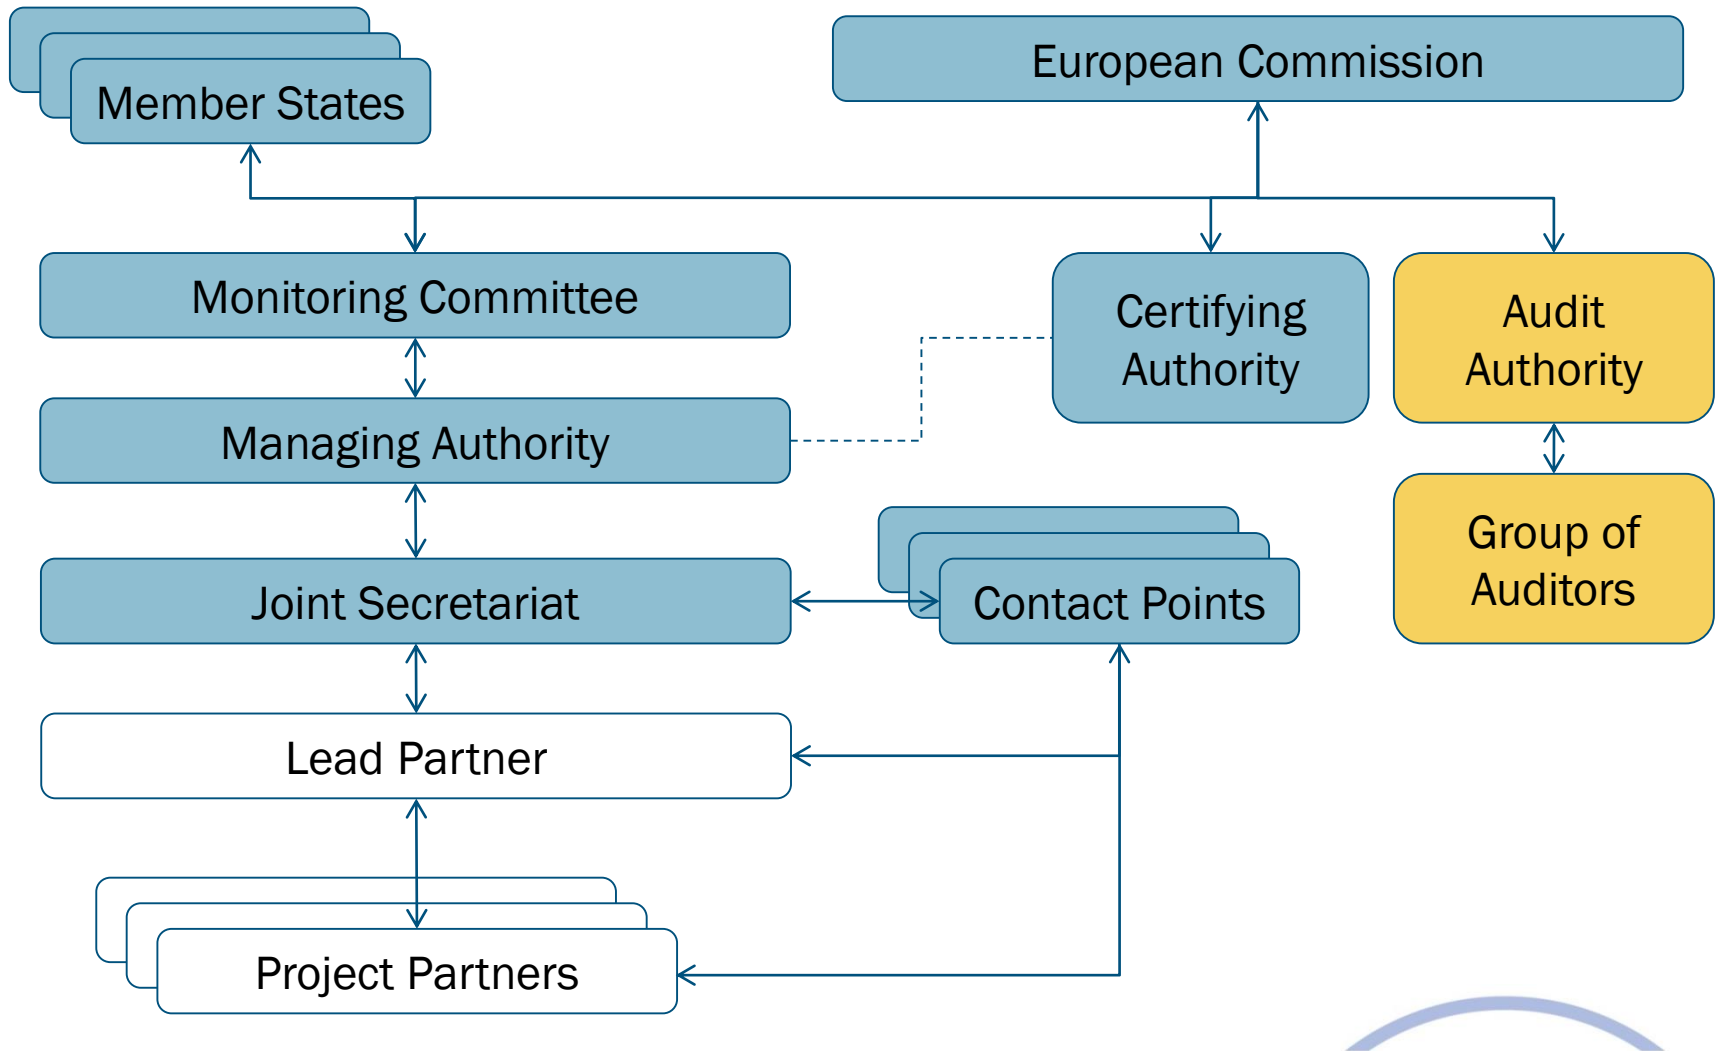 Member States
European Commission
Monitoring Committee
Certifying
Authority
Audit
Authority
Managing Authority
Group of
Auditors
Joint Secretariat
Contact Points
Lead Partner
Project Partners